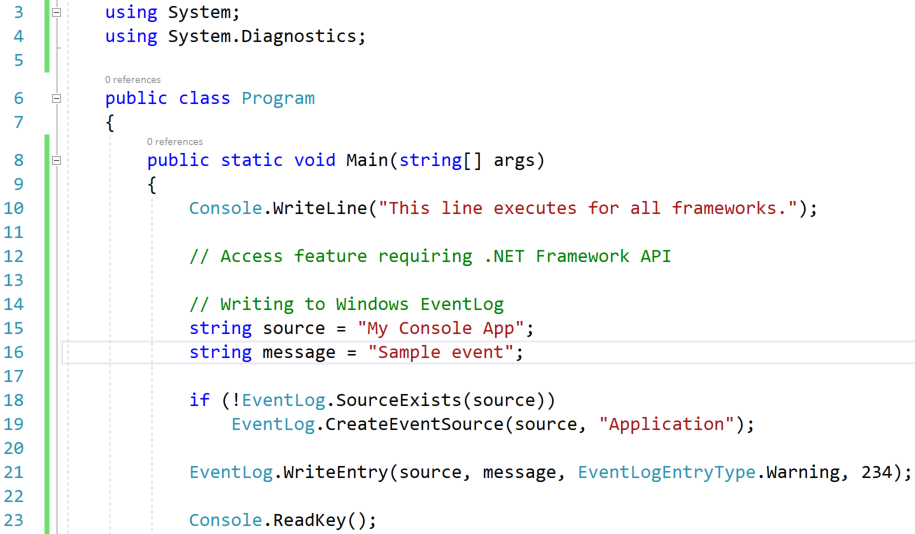 3 using System;
4 using System.Diagnostics;
5
0 references
6 public class Program
7 {
0 references
8 public static void Main(string[] args)
9 {
10 Console.WriteLine("This line executes for all frameworks.");
11
12 // Access feature requiring .NET Framework API
13
14 // Writing to Windows EventLog
15 string source = "My Console App";
16 string message = "Sample event";
17
18 if (!EventLog.SourceExists(source))
19 EventLog.CreateEventSource(source, "Application");
20
21 EventLog.WriteEntry(source, message, EventLogEntryType.Warning, 234);
22
23 Console.ReadKey();